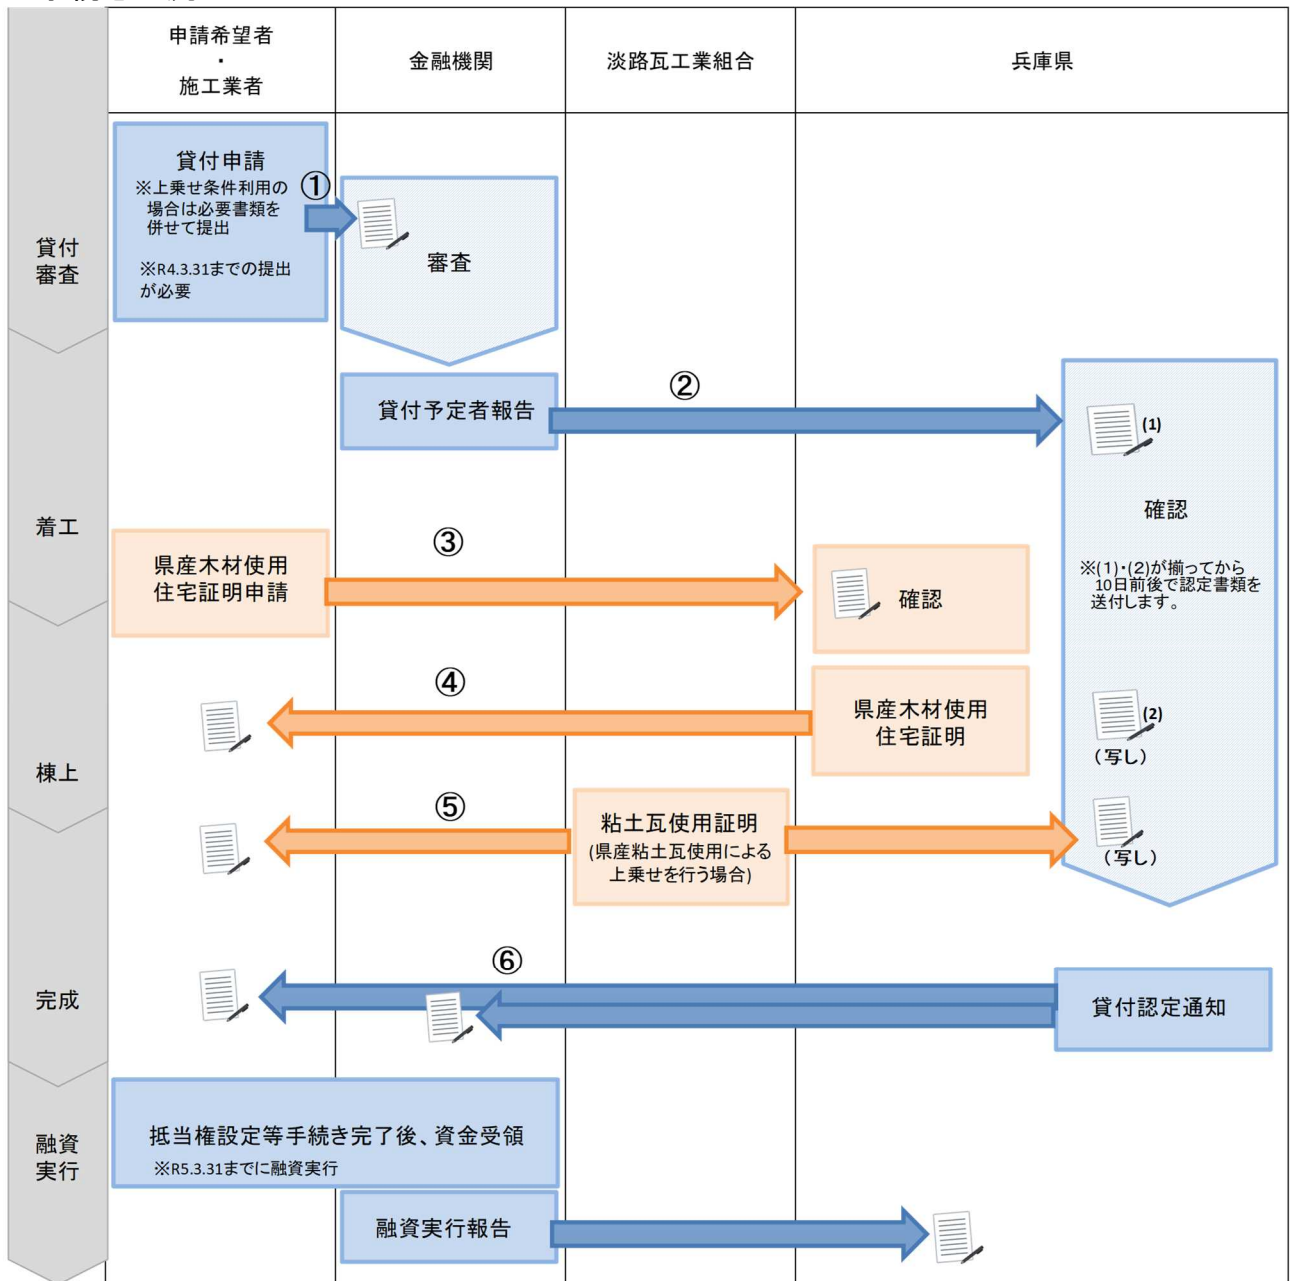 申請希望者
・
施工業者
金融機関
淡路瓦工業組合
兵庫県
貸付
審査
貸付申請
※上乗せ条件利用の
場合は必要書類を
併せて提出
※R4.3.31までの提出
が必要
①
審査
貸付予定者報告
②
(1)
確認
※(1)・(2)が揃ってから
10日前後で認定書類を
送付します。
着工
県産木材使用
住宅証明申請
③
確認
④
県産木材使用
住宅証明
(2)
（写し）
棟上
⑤
粘土瓦使用証明
(県産粘土瓦使用による
上乗せを行う場合)
（写し）
完成
⑥
貸付認定通知
融資
実行
抵当権設定等手続き完了後、資金受領
※R5.3.31までに融資実行
融資実行報告